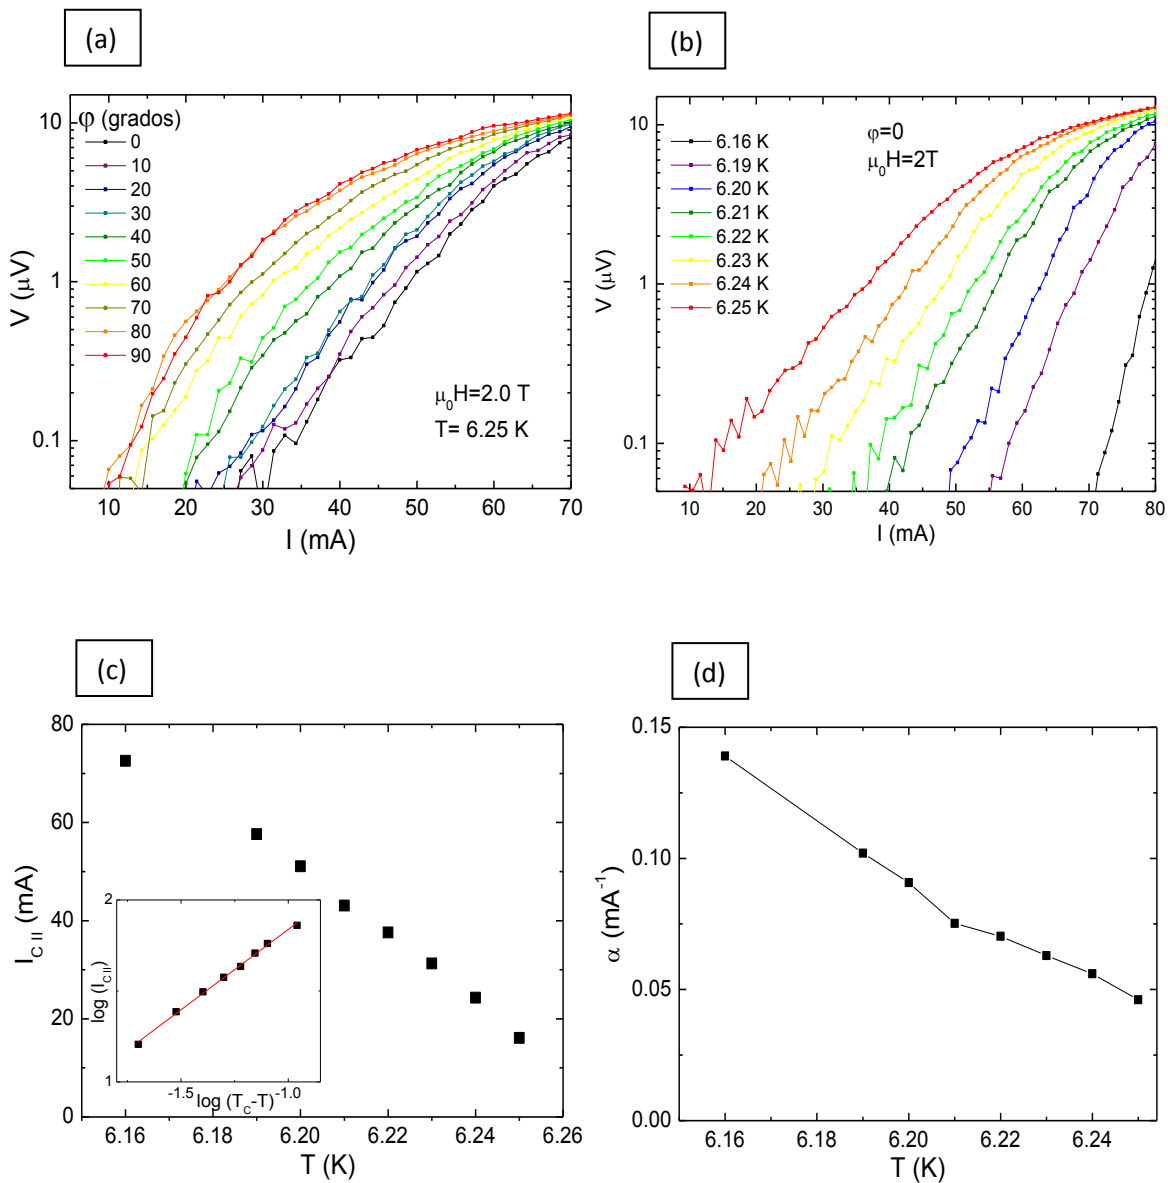 (a)
φ (grados)
0
10
20
30
40
50
60
70
80
90
μ₀H=2.0 T
T= 6.25 K
V (μV)
10
1
0.1
10 20 30 40 50 60 70
I (mA)
(b)
6.16 K
6.19 K
6.20 K
6.21 K
6.22 K
6.23 K
6.24 K
6.25 K
φ=0
μ₀H=2T
V (μV)
10
1
0.1
10 20 30 40 50 60 70 80
I (mA)
(c)
I C II (mA)
80
60
40
20
0
6.16 6.18 6.20 6.22 6.24 6.26
T (K)
log (I C II)
2
1
-1.5 -1.0
log (T C-T)
(d)
α (mA⁻¹)
0.15
0.10
0.05
0.00
6.16 6.18 6.20 6.22 6.24
T (K)